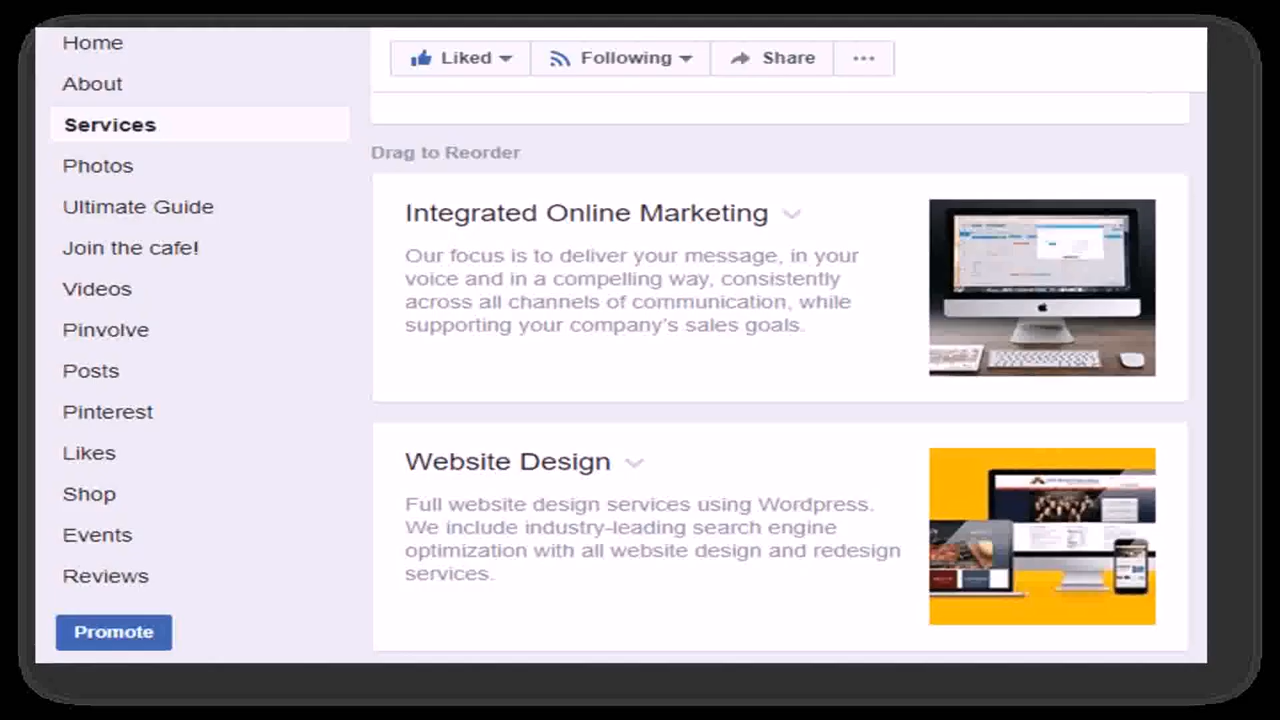 Home
About
Services
Photos
Ultimate Guide
Join the cafe!
Videos
Pinvolve
Posts
Pinterest
Likes
Shop
Events
Reviews
Promote
Liked
Following
Share
Drag to Reorder
Integrated Online Marketing
Our focus is to deliver your message, in your
voice and in a compelling way, consistently
across all channels of communication, while
supporting your company's sales goals.
Website Design
Full website design services using Wordpress.
We include industry-leading search engine
optimization with all website design and redesign
services.